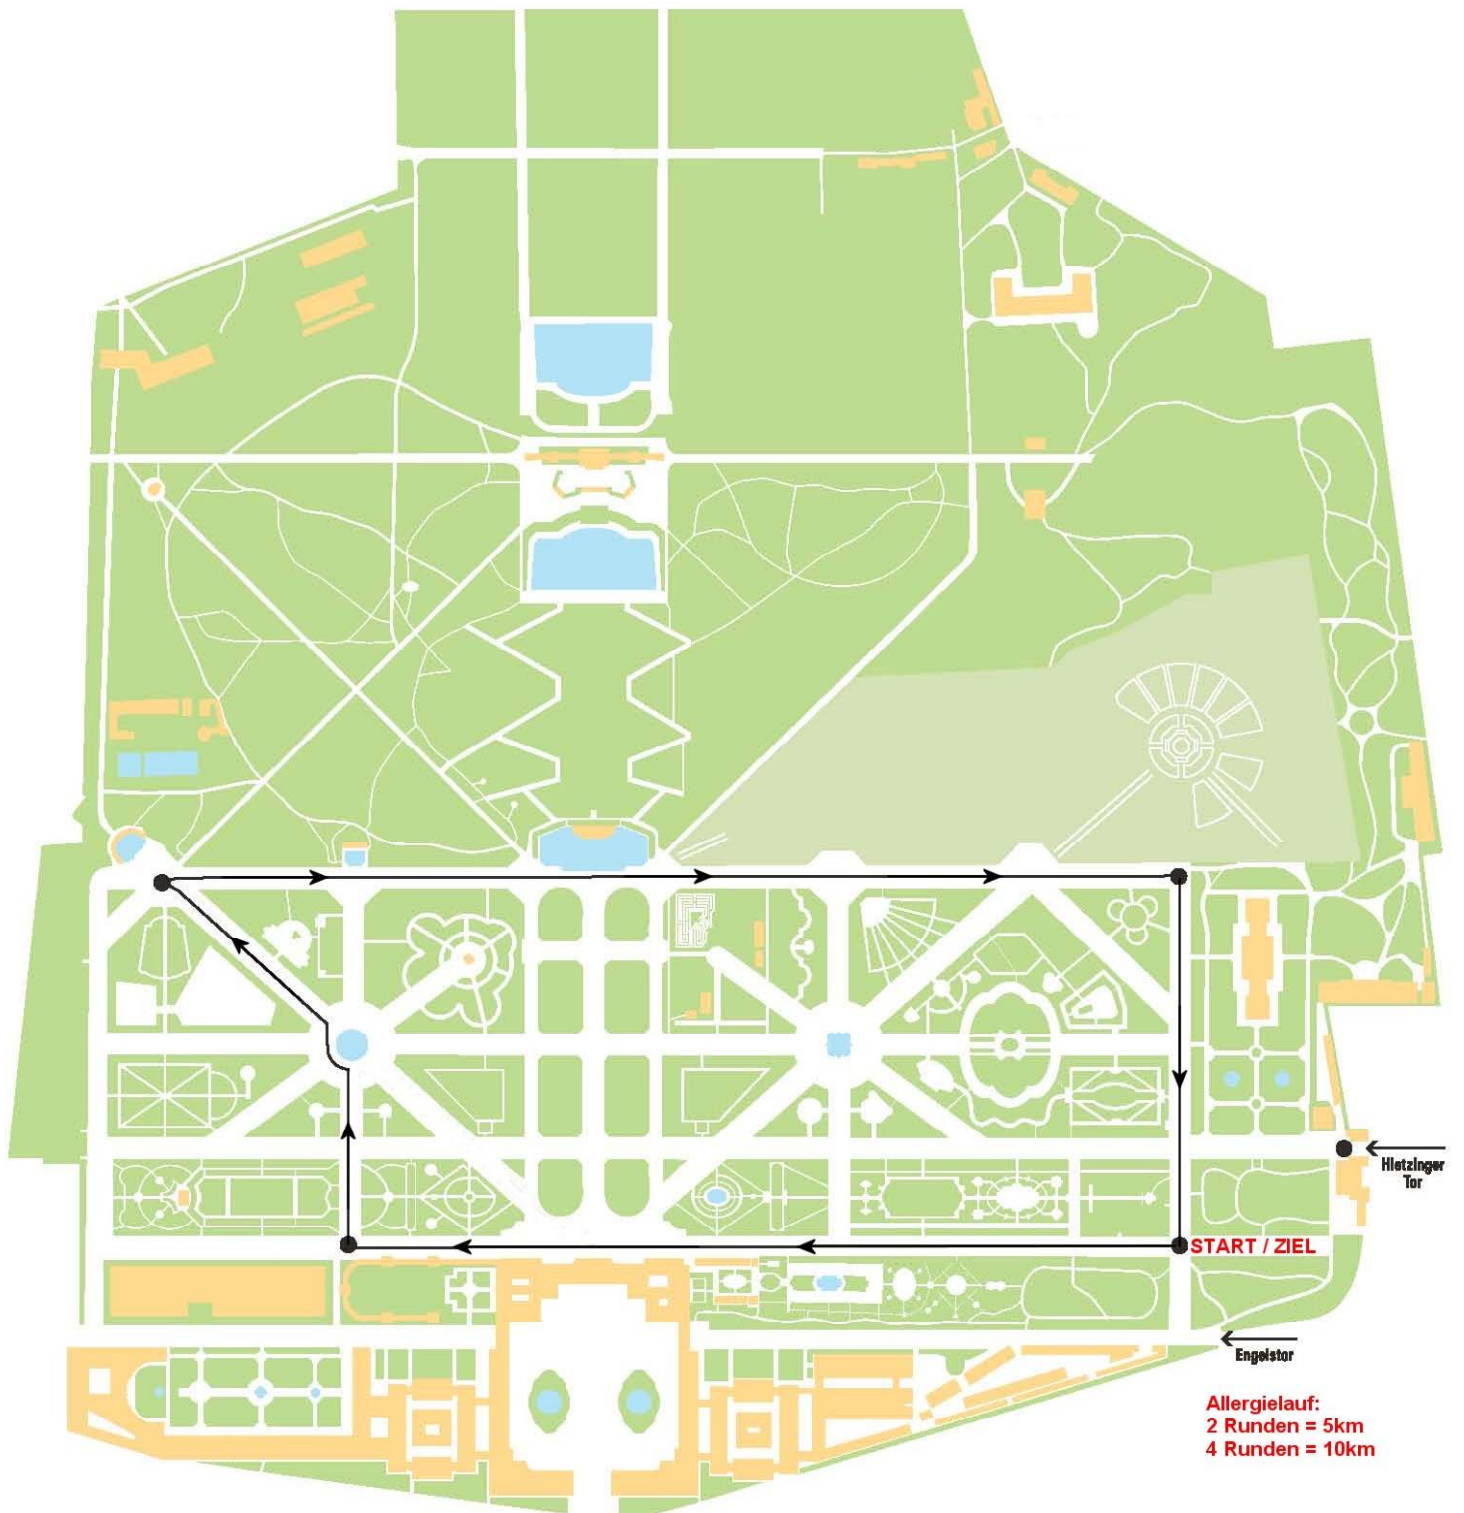 Hietzinger
Tor
START / ZIEL
Engelstor
Allergielauf:
2 Runden = 5km
4 Runden = 10km